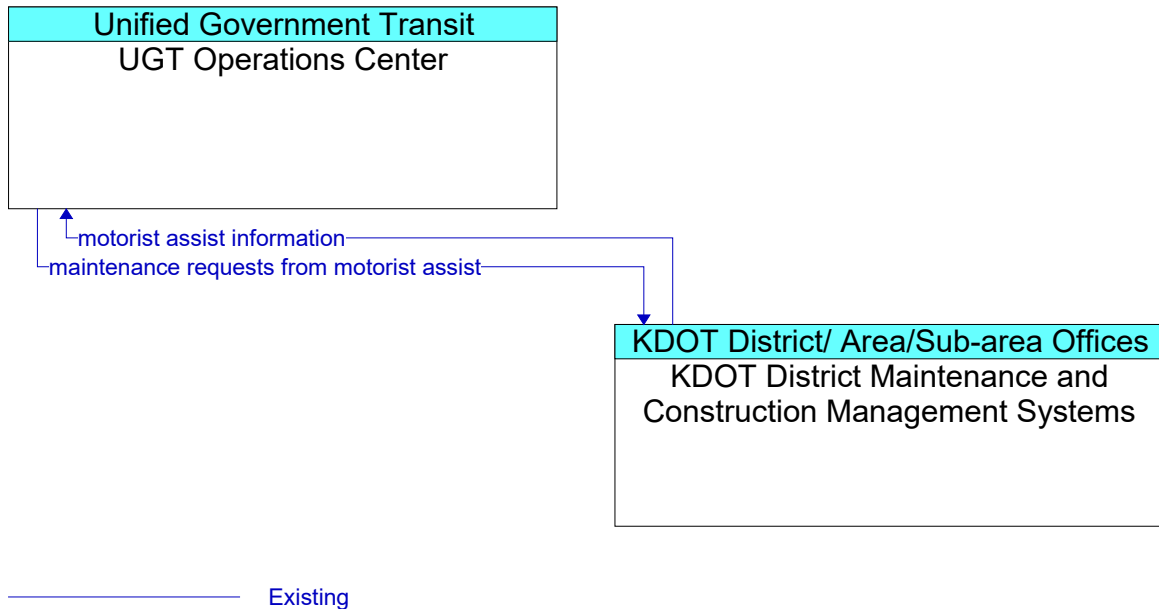 Unified Government Transit
UGT Operations Center
motorist assist information
maintenance requests from motorist assist
KDOT District/ Area/Sub-area Offices
KDOT District Maintenance and
Construction Management Systems
Existing